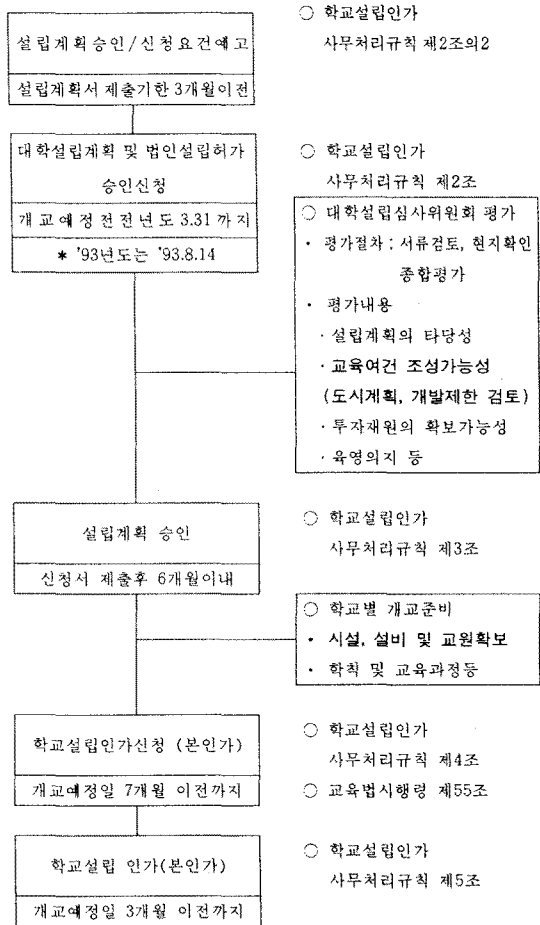 ○ 학교설립인가
사무처리규칙 제2조의2
설립계획승인/신청요건예고
설립계획서 제출기한 3개월이전
대학설립계획 및 법인설립허가
승인신청
개교예정전전년도 3.31까지
* '93년도는 '93.8.14
○ 학교설립인가
사무처리규칙 제2조
○ 대학설립심사위원회 평가
· 평가절차 : 서류검토, 현지확인
종합평가
· 평가내용
· 설립계획의 타당성
· 교육여건 조성가능성
(도시계획, 개발제한 검토)
· 투자재원의 확보가능성
· 육영의지 등
설립계획 승인
신청서 제출후 6개월이내
○ 학교설립인가
사무처리규칙 제3조
○ 학교별 개교준비
· 시설, 설비 및 교원확보
· 학칙 및 교육과정등
학교설립인가신청 (본인가)
개교예정일 7개월 이전까지
○ 학교설립인가
사무처리규칙 제4조
○ 교육법시행령 제55조
학교설립 인가(본인가)
개교예정일 3개월 이전까지
○ 학교설립인가
사무처리규칙 제5조